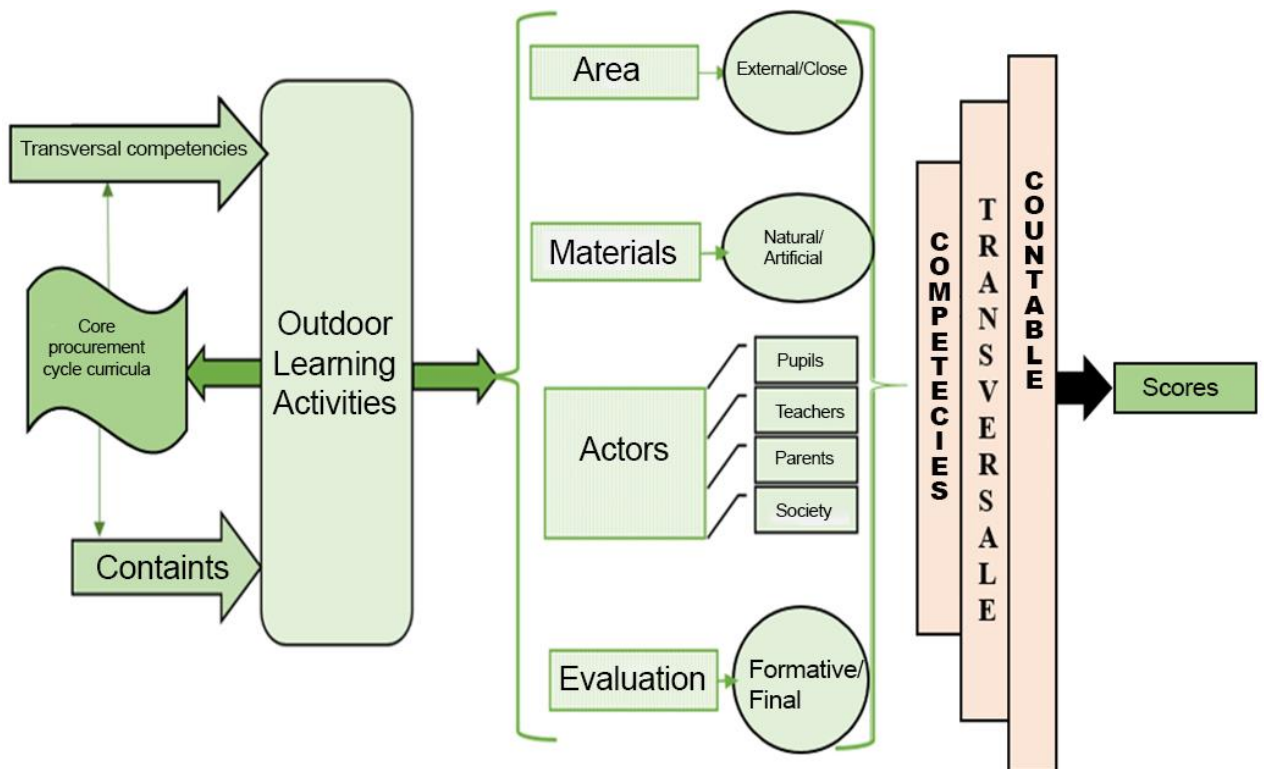 Transversal competencies
Core
procurement
cycle curricula
Containts
Outdoor
Learning
Activities
Area
External/Close
Materials
Natural/
Artificial
Actors
Pupils
Teachers
Parents
Society
Evaluation
Formative/
Final
COMPETECIES
TRANSVERSALE
COUNTABLE
Scores